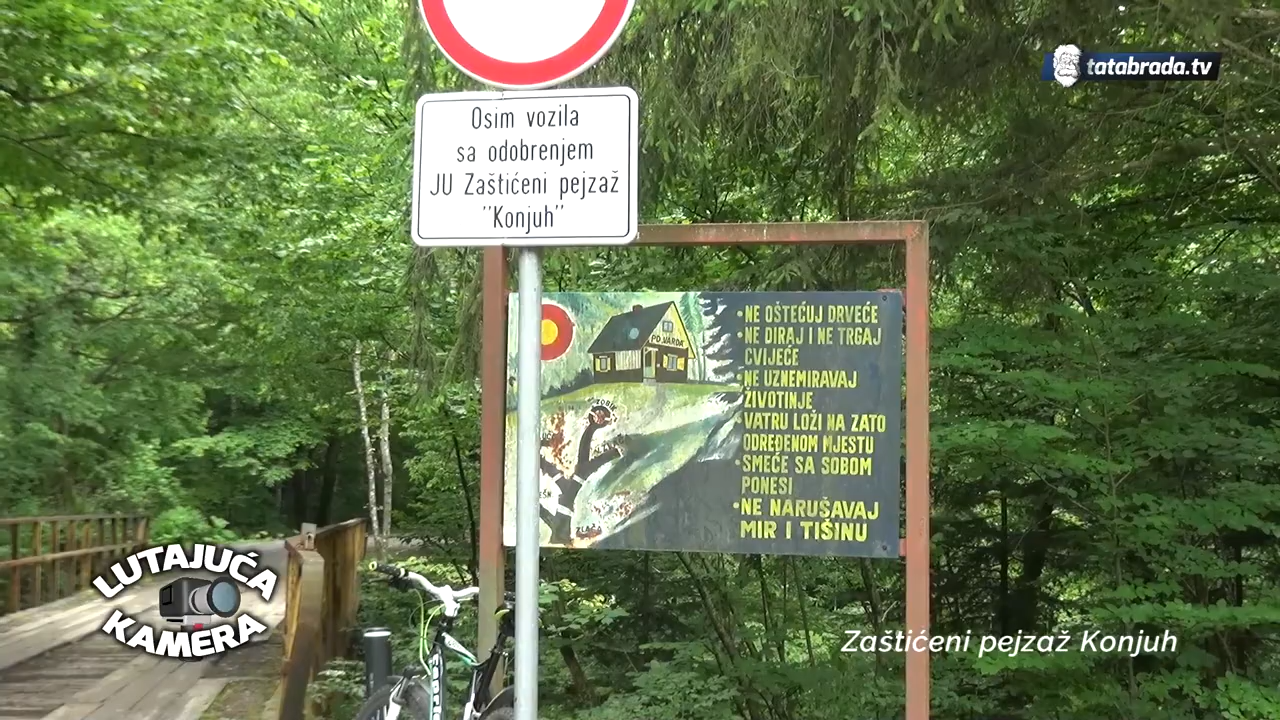 tatabrada.tv
Osim vozila
sa odobrenjem
JU Zaštićeni pejzaž
"Konjuh"
PD "VARDA"
•NE OŠTEĆUJ DRVEĆE
•NE DIRAJ I NE TRGAJ
CVIJEĆE
•NE UZNEMIRAVAJ
ŽIVOTINJE
•VATRU LOŽI NA ZATO
ODREĐENOM MJESTU
•SMEĆE SA SOBOM
PONESI
•NE NARUŠAVAJ
MIR I TIŠINU
LUTAJUĆA
KAMERA
Zaštićeni pejzaž Konjuh